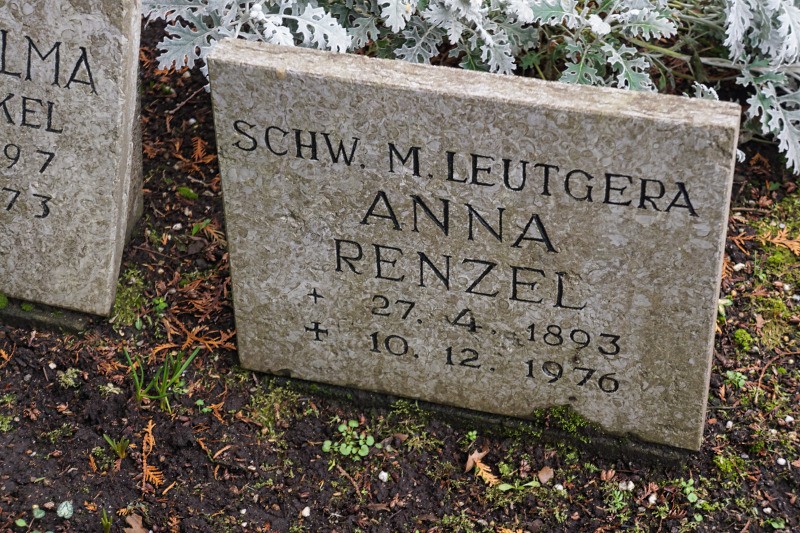 LMA
KEL
97
73
SCHW. M. LEUTGERA
ANNA
RENZEL
+ 27. 4. 1893
+ 10. 12. 1976